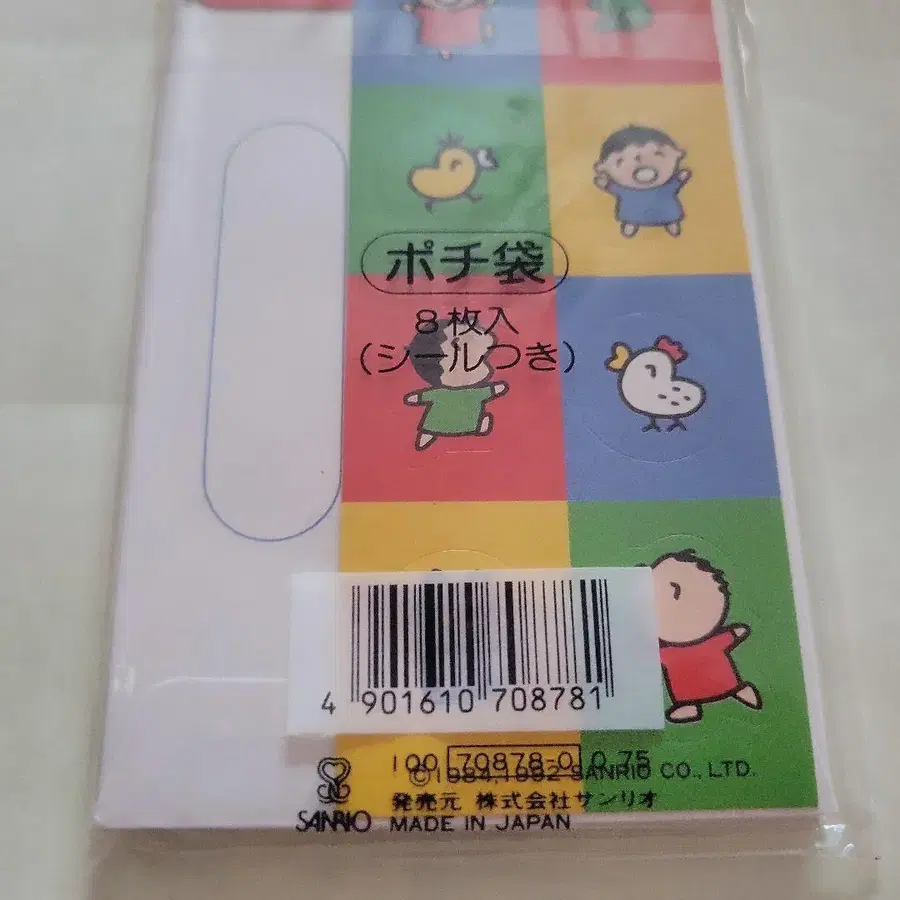 ポチ袋
8枚入
(シールつき)
4 901610 708781
100 70878-0 0.75
©1984,1992 SANRIO CO., LTD.
発売元 株式会社サンリオ
SANRIO MADE IN JAPAN